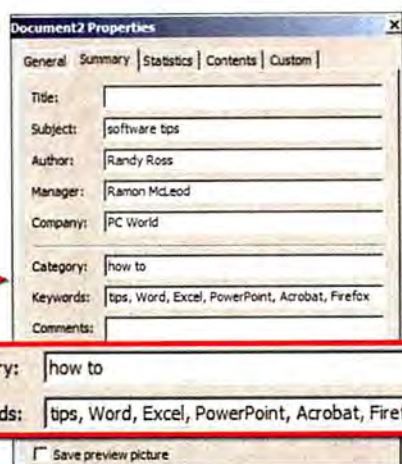 Document2 Properties
General Summary Statistics Contents Custom
Title:
Subject: software tips
Author: Randy Ross
Manager: Ramon McLeod
Company: PC World
Category: how to
Keywords: tips, Word, Excel, PowerPoint, Acrobat, Firefox
Comments:
ry: how to
ds: tips, Word, Excel, PowerPoint, Acrobat, Firef
Save preview picture